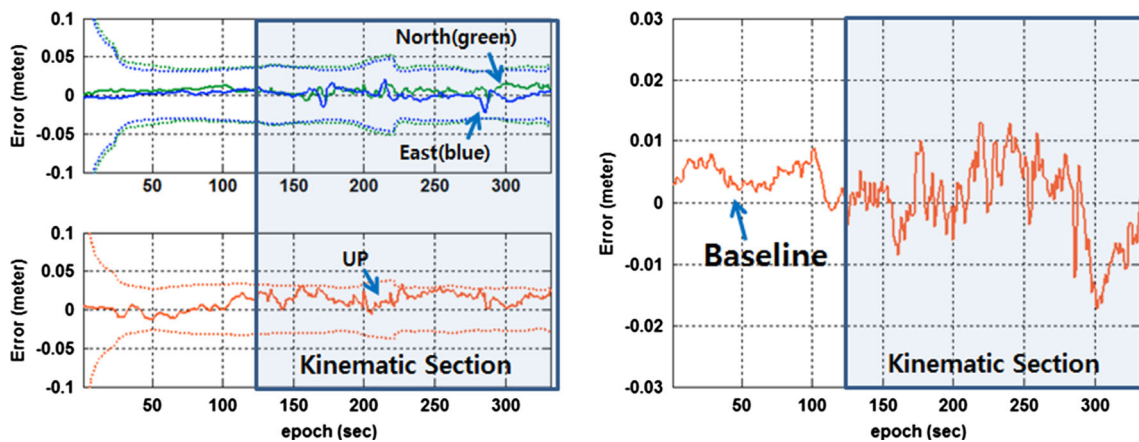 0.1
0.05
0
-0.05
-0.1
Error (meter)
North(green)
East(blue)
50 100 150 200 250 300
0.1
0.05
0
-0.05
-0.1
Error (meter)
UP
Kinematic Section
50 100 150 200 250 300
epoch (sec)
0.03
0.02
0.01
0
-0.01
-0.02
-0.03
Error (meter)
Baseline
Kinematic Section
50 100 150 200 250 300
epoch (sec)